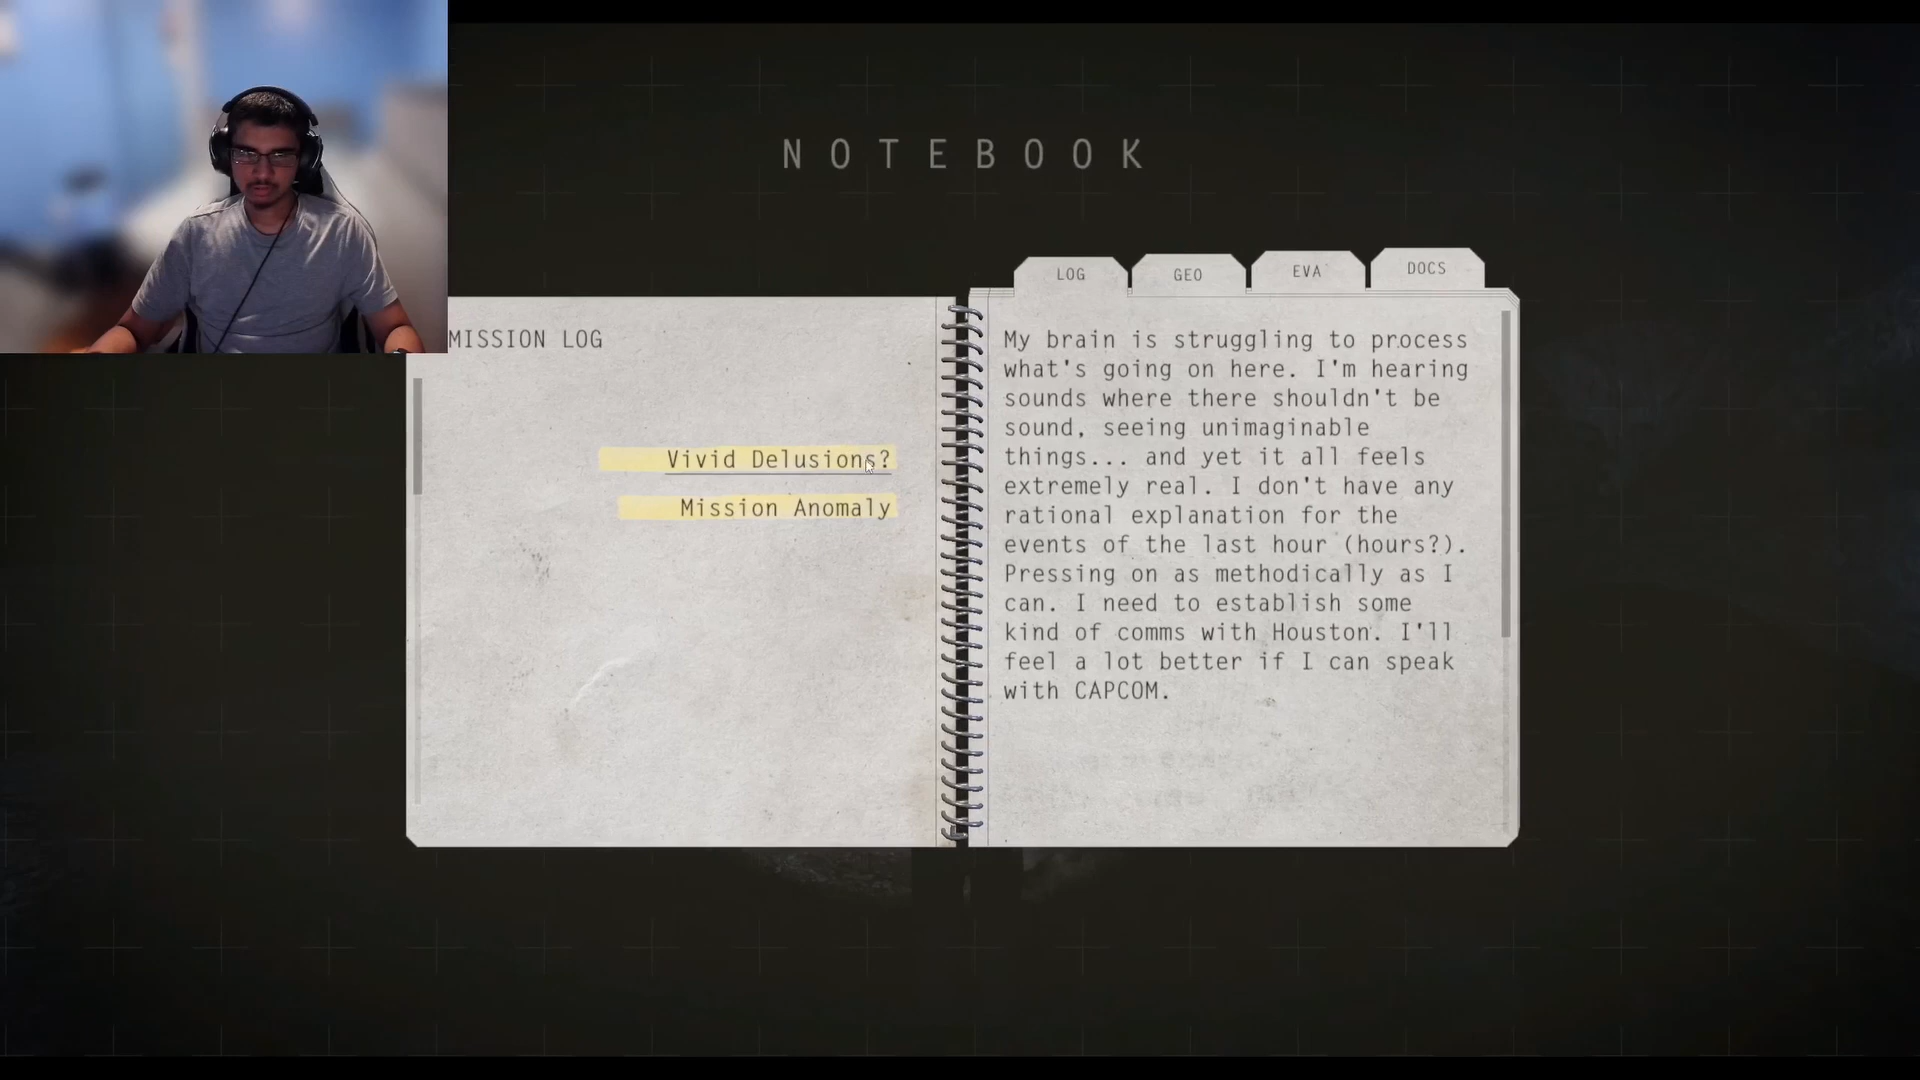 NOTEBOOK
LOG
GEO
EVA
DOCS
MISSION LOG
Vivid Delusions?
Mission Anomaly
My brain is struggling to process
what's going on here. I'm hearing
sounds where there shouldn't be
sound, seeing unimaginable
things... and yet it all feels
extremely real. I don't have any
rational explanation for the
events of the last hour (hours?).
Pressing on as methodically as I
can. I need to establish some
kind of comms with Houston. I'll
feel a lot better if I can speak
with CAPCOM.